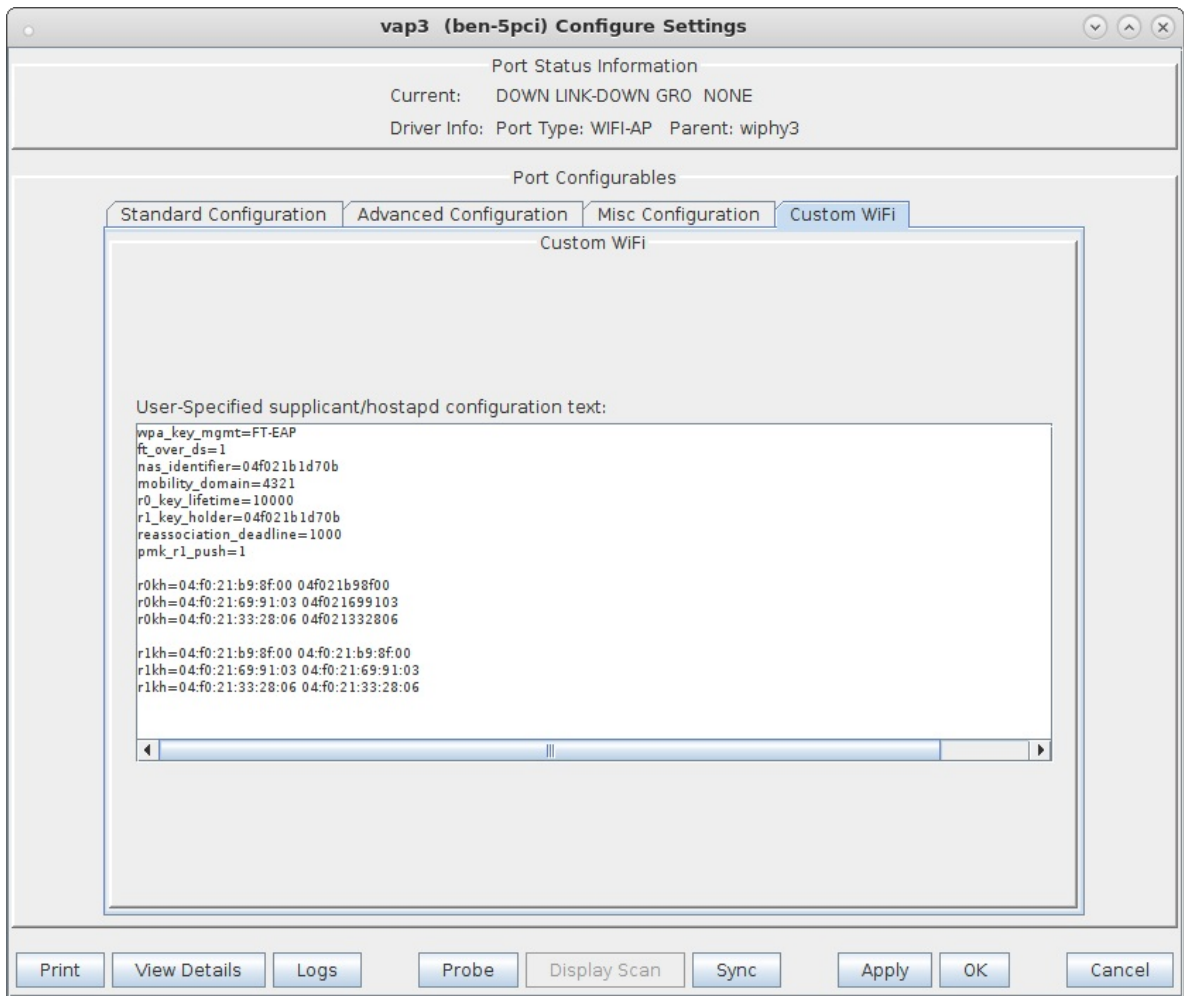 vap3 (ben-5pci) Configure Settings
Port Status Information
Current: DOWN LINK-DOWN GRO NONE
Driver Info: Port Type: WIFI-AP Parent: wiphy3
Port Configurables
Standard Configuration Advanced Configuration Misc Configuration Custom WiFi
Custom WiFi
User-Specified supplicant/hostapd configuration text:
wpa_key_mgmt=FT-EAP
ft_over_ds=1
nas_identifier=04f021b1d70b
mobility_domain=4321
r0_key_lifetime=10000
r1_key_holder=04f021b1d70b
reassociation_deadline=1000
pmk_r1_push=1
r0kh=04:f0:21:b9:8f:00 04f021b98f00
r0kh=04:f0:21:69:91:03 04f021699103
r0kh=04:f0:21:33:28:06 04f021332806
r1kh=04:f0:21:b9:8f:00 04:f0:21:b9:8f:00
r1kh=04:f0:21:69:91:03 04:f0:21:69:91:03
r1kh=04:f0:21:33:28:06 04:f0:21:33:28:06
Print View Details Logs Probe Display Scan Sync Apply OK Cancel